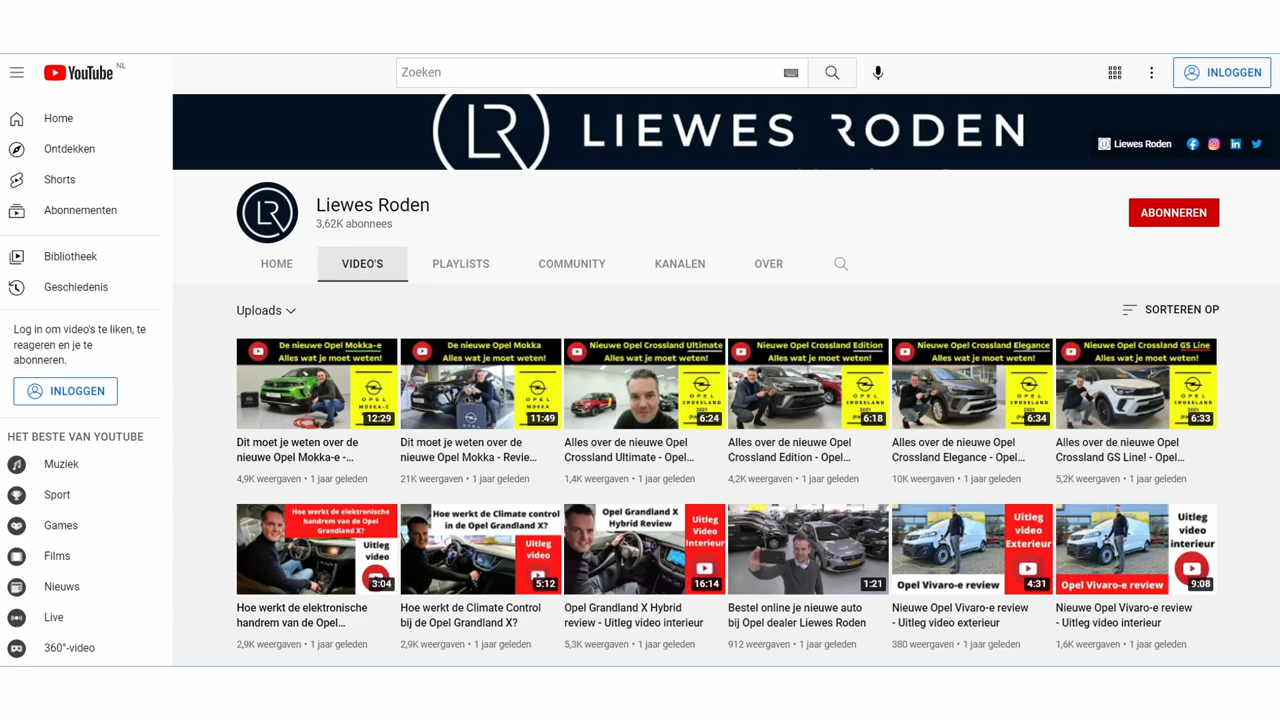 YouTube NL
Zoeken
INLOGGEN
Home
Ontdekken
Shorts
Abonnementen
Bibliotheek
Geschiedenis
Log in om video's te liken, te
reageren en je te
abonneren.
INLOGGEN
HET BESTE VAN YOUTUBE
Muziek
Sport
Games
Films
Nieuws
Live
360°-video
LR LIEWES RODEN
Liewes Roden
LR
Liewes Roden
3,62K abonnees
ABONNEREN
HOME VIDEO'S PLAYLISTS COMMUNITY KANALEN OVER
Uploads
SORTEREN OP
De nieuwe Opel Mokka-e
Alles wat je moet weten!
OPEL
MOKKA-E
12:29
Dit moet je weten over de
nieuwe Opel Mokka-e -...
4,9K weergaven • 1 jaar geleden
De nieuwe Opel Mokka
Alles wat je moet weten!
OPEL
MOKKA
11:49
Dit moet je weten over de
nieuwe Opel Mokka - Revie...
21K weergaven • 1 jaar geleden
Nieuwe Opel Crossland Ultimate
Alles wat je moet weten!
OPEL
CROSSLAND
2021
6:24
Alles over de nieuwe Opel
Crossland Ultimate - Opel...
1,4K weergaven • 1 jaar geleden
Nieuwe Opel Crossland Edition
Alles wat je moet weten!
OPEL
CROSSLAND
2021
6:18
Alles over de nieuwe Opel
Crossland Edition - Opel...
4,2K weergaven • 1 jaar geleden
Nieuwe Opel Crossland Elegance
Alles wat je moet weten!
OPEL
CROSSLAND
2021
6:34
Alles over de nieuwe Opel
Crossland Elegance - Opel...
10K weergaven • 1 jaar geleden
Nieuwe Opel Crossland GS Line
Alles wat je moet weten!
OPEL
CROSSLAND
2021
6:33
Alles over de nieuwe Opel
Crossland GS Line! - Opel...
5,2K weergaven • 1 jaar geleden
Hoe werkt de elektronische
handrem van de Opel
Grandland X?
Uitleg
video
3:04
Hoe werkt de elektronische
handrem van de Opel...
2,9K weergaven • 1 jaar geleden
Hoe werkt de Climate control
in de Opel Grandland X?
Uitleg
video
5:12
Hoe werkt de Climate Control
bij de Opel Grandland X?
2,9K weergaven • 1 jaar geleden
Opel Grandland X
Hybrid Review
Uitleg
video
Interieur
16:14
Opel Grandland X Hybrid
review - Uitleg video interieur
5,3K weergaven • 1 jaar geleden
1:21
Bestel online je nieuwe auto
bij Opel dealer Liewes Roden
912 weergaven • 1 jaar geleden
Uitleg
video
Exterieur
Opel Vivaro-e review
4:31
Nieuwe Opel Vivaro-e review
- Uitleg video exterieur
380 weergaven • 1 jaar geleden
Uitleg
video
interieur
Opel Vivaro-e review
9:08
Nieuwe Opel Vivaro-e review
- Uitleg video interieur
1,6K weergaven • 1 jaar geleden